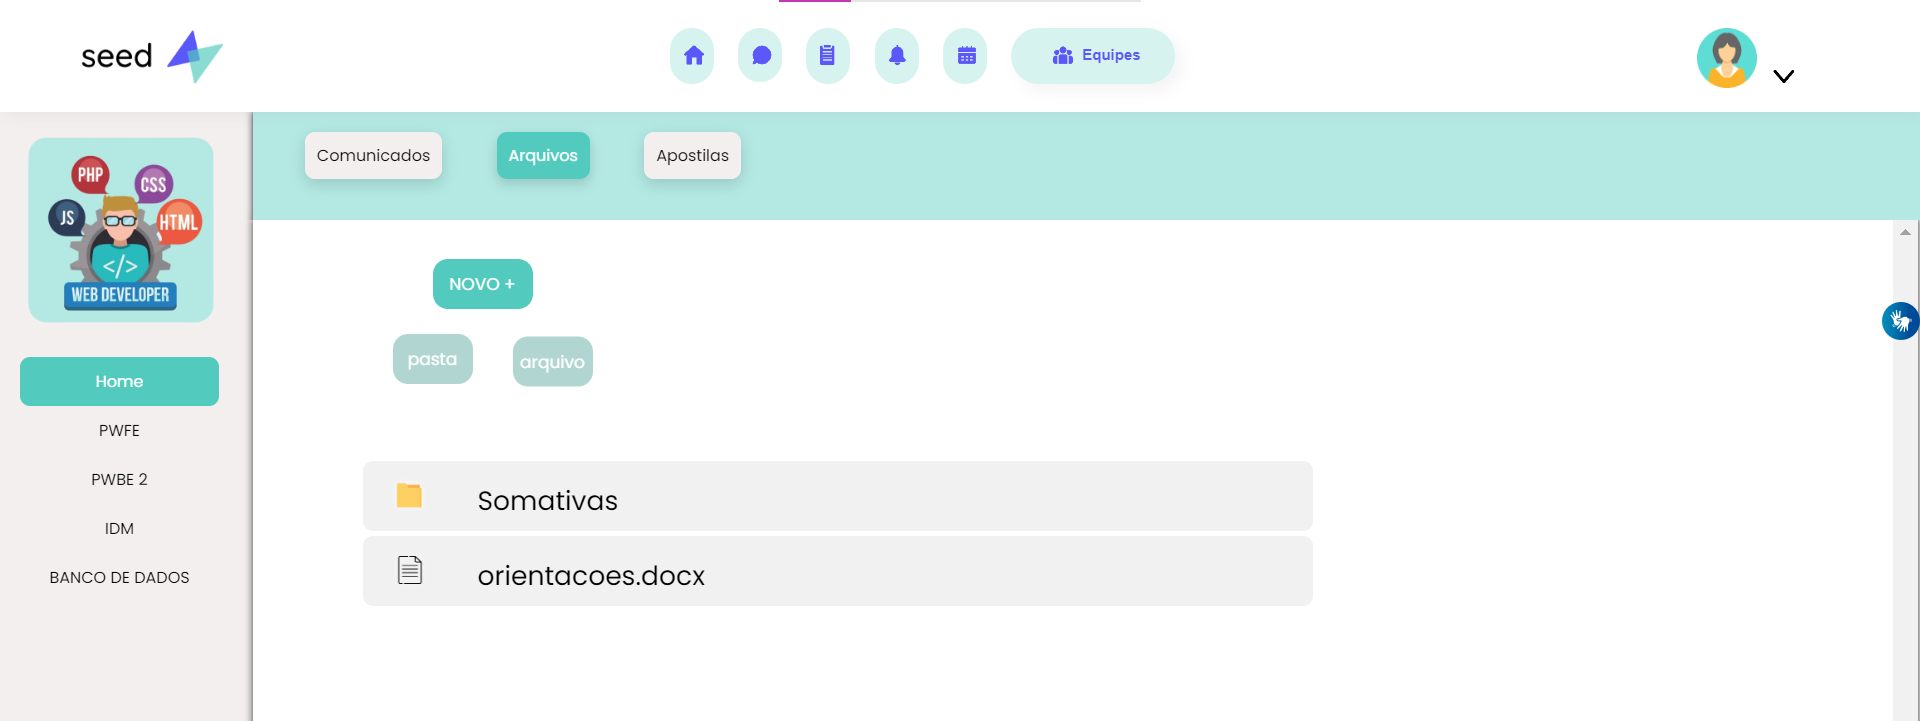 seed
Equipes
Comunicados
Arquivos
Apostilas
PHP
CSS
JS
HTML
</>
WEB DEVELOPER
Home
PWFE
PWBE 2
IDM
BANCO DE DADOS
NOVO +
pasta
arquivo
Somativas
orientacoes.docx